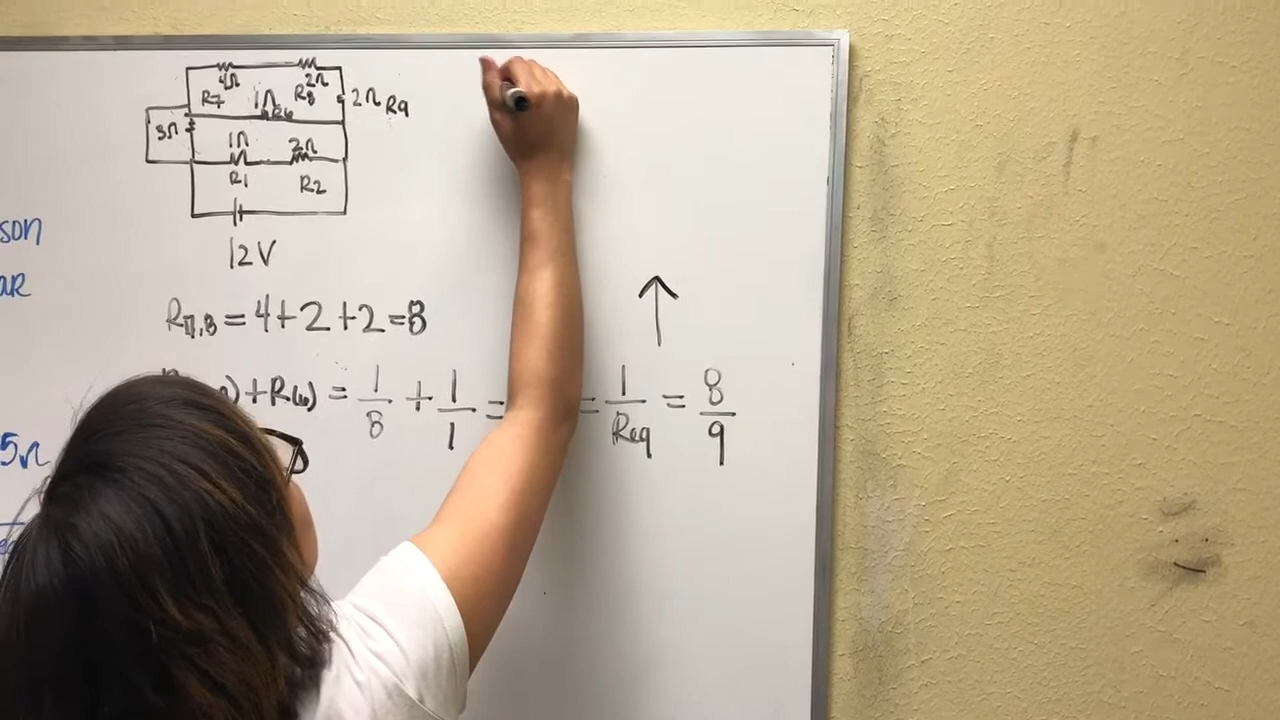 4Ω 2Ω
R7 1Ω R8 2Ω R9
R6
3Ω
1Ω 2Ω
R1 R2
12V
son
ar
R7,8 = 4+2+2=8
) + R(6) = 1/8 + 1/1 = = 1/Req = 8/9
5Ω